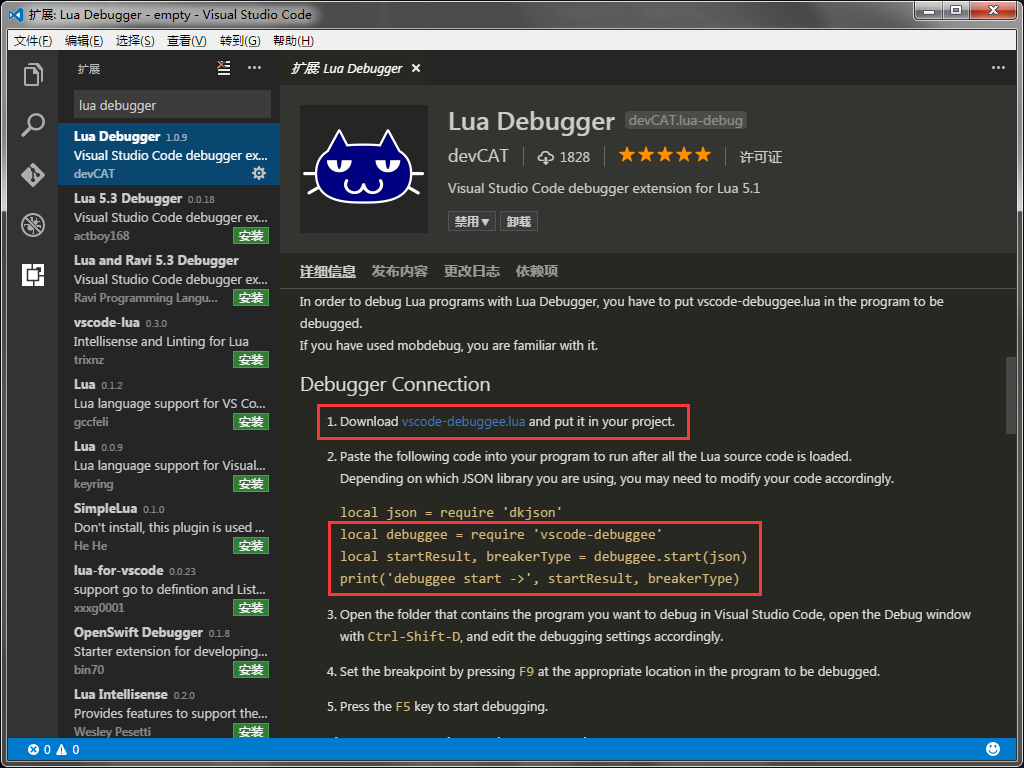 扩展: Lua Debugger - empty - Visual Studio Code
文件(F) 编辑(E) 选择(S) 查看(V) 转到(G) 帮助(H)
扩展
lua debugger
Lua Debugger 1.0.9
Visual Studio Code debugger ex...
devCAT
Lua 5.3 Debugger 0.0.18
Visual Studio Code debugger ex...
actboy168 安装
Lua and Ravi 5.3 Debugger
Visual Studio Code debugger ex...
Ravi Programming Langu... 安装
vscode-lua 0.3.0
Intellisense and Linting for Lua
trixnz 安装
Lua 0.1.2
Lua language support for VS Co...
gccfeli 安装
Lua 0.0.9
Lua language support for Visual...
keyring 安装
SimpleLua 0.1.0
Don't install, this plugin is used ...
He He 安装
lua-for-vscode 0.0.23
support go to defintion and List...
xxxg0001 安装
OpenSwift Debugger 0.1.8
Starter extension for developing...
bin70 安装
Lua Intellisense 0.2.0
Provides features to support the...
Wesley Pesetti 安装
扩展: Lua Debugger
Lua Debugger devCAT.lua-debug
devCAT 1828 许可证
Visual Studio Code debugger extension for Lua 5.1
禁用 卸载
详细信息 发布内容 更改日志 依赖项
In order to debug Lua programs with Lua Debugger, you have to put vscode-debuggee.lua in the program to be
debugged.
If you have used mobdebug, you are familiar with it.
Debugger Connection
1. Download vscode-debuggee.lua and put it in your project.
2. Paste the following code into your program to run after all the Lua source code is loaded.
Depending on which JSON library you are using, you may need to modify your code accordingly.
local json = require 'dkjson'
local debuggee = require 'vscode-debuggee'
local startResult, breakerType = debuggee.start(json)
print('debuggee start ->', startResult, breakerType)
3. Open the folder that contains the program you want to debug in Visual Studio Code, open the Debug window
with Ctrl-Shift-D, and edit the debugging settings accordingly.
4. Set the breakpoint by pressing F9 at the appropriate location in the program to be debugged.
5. Press the F5 key to start debugging.
0 0